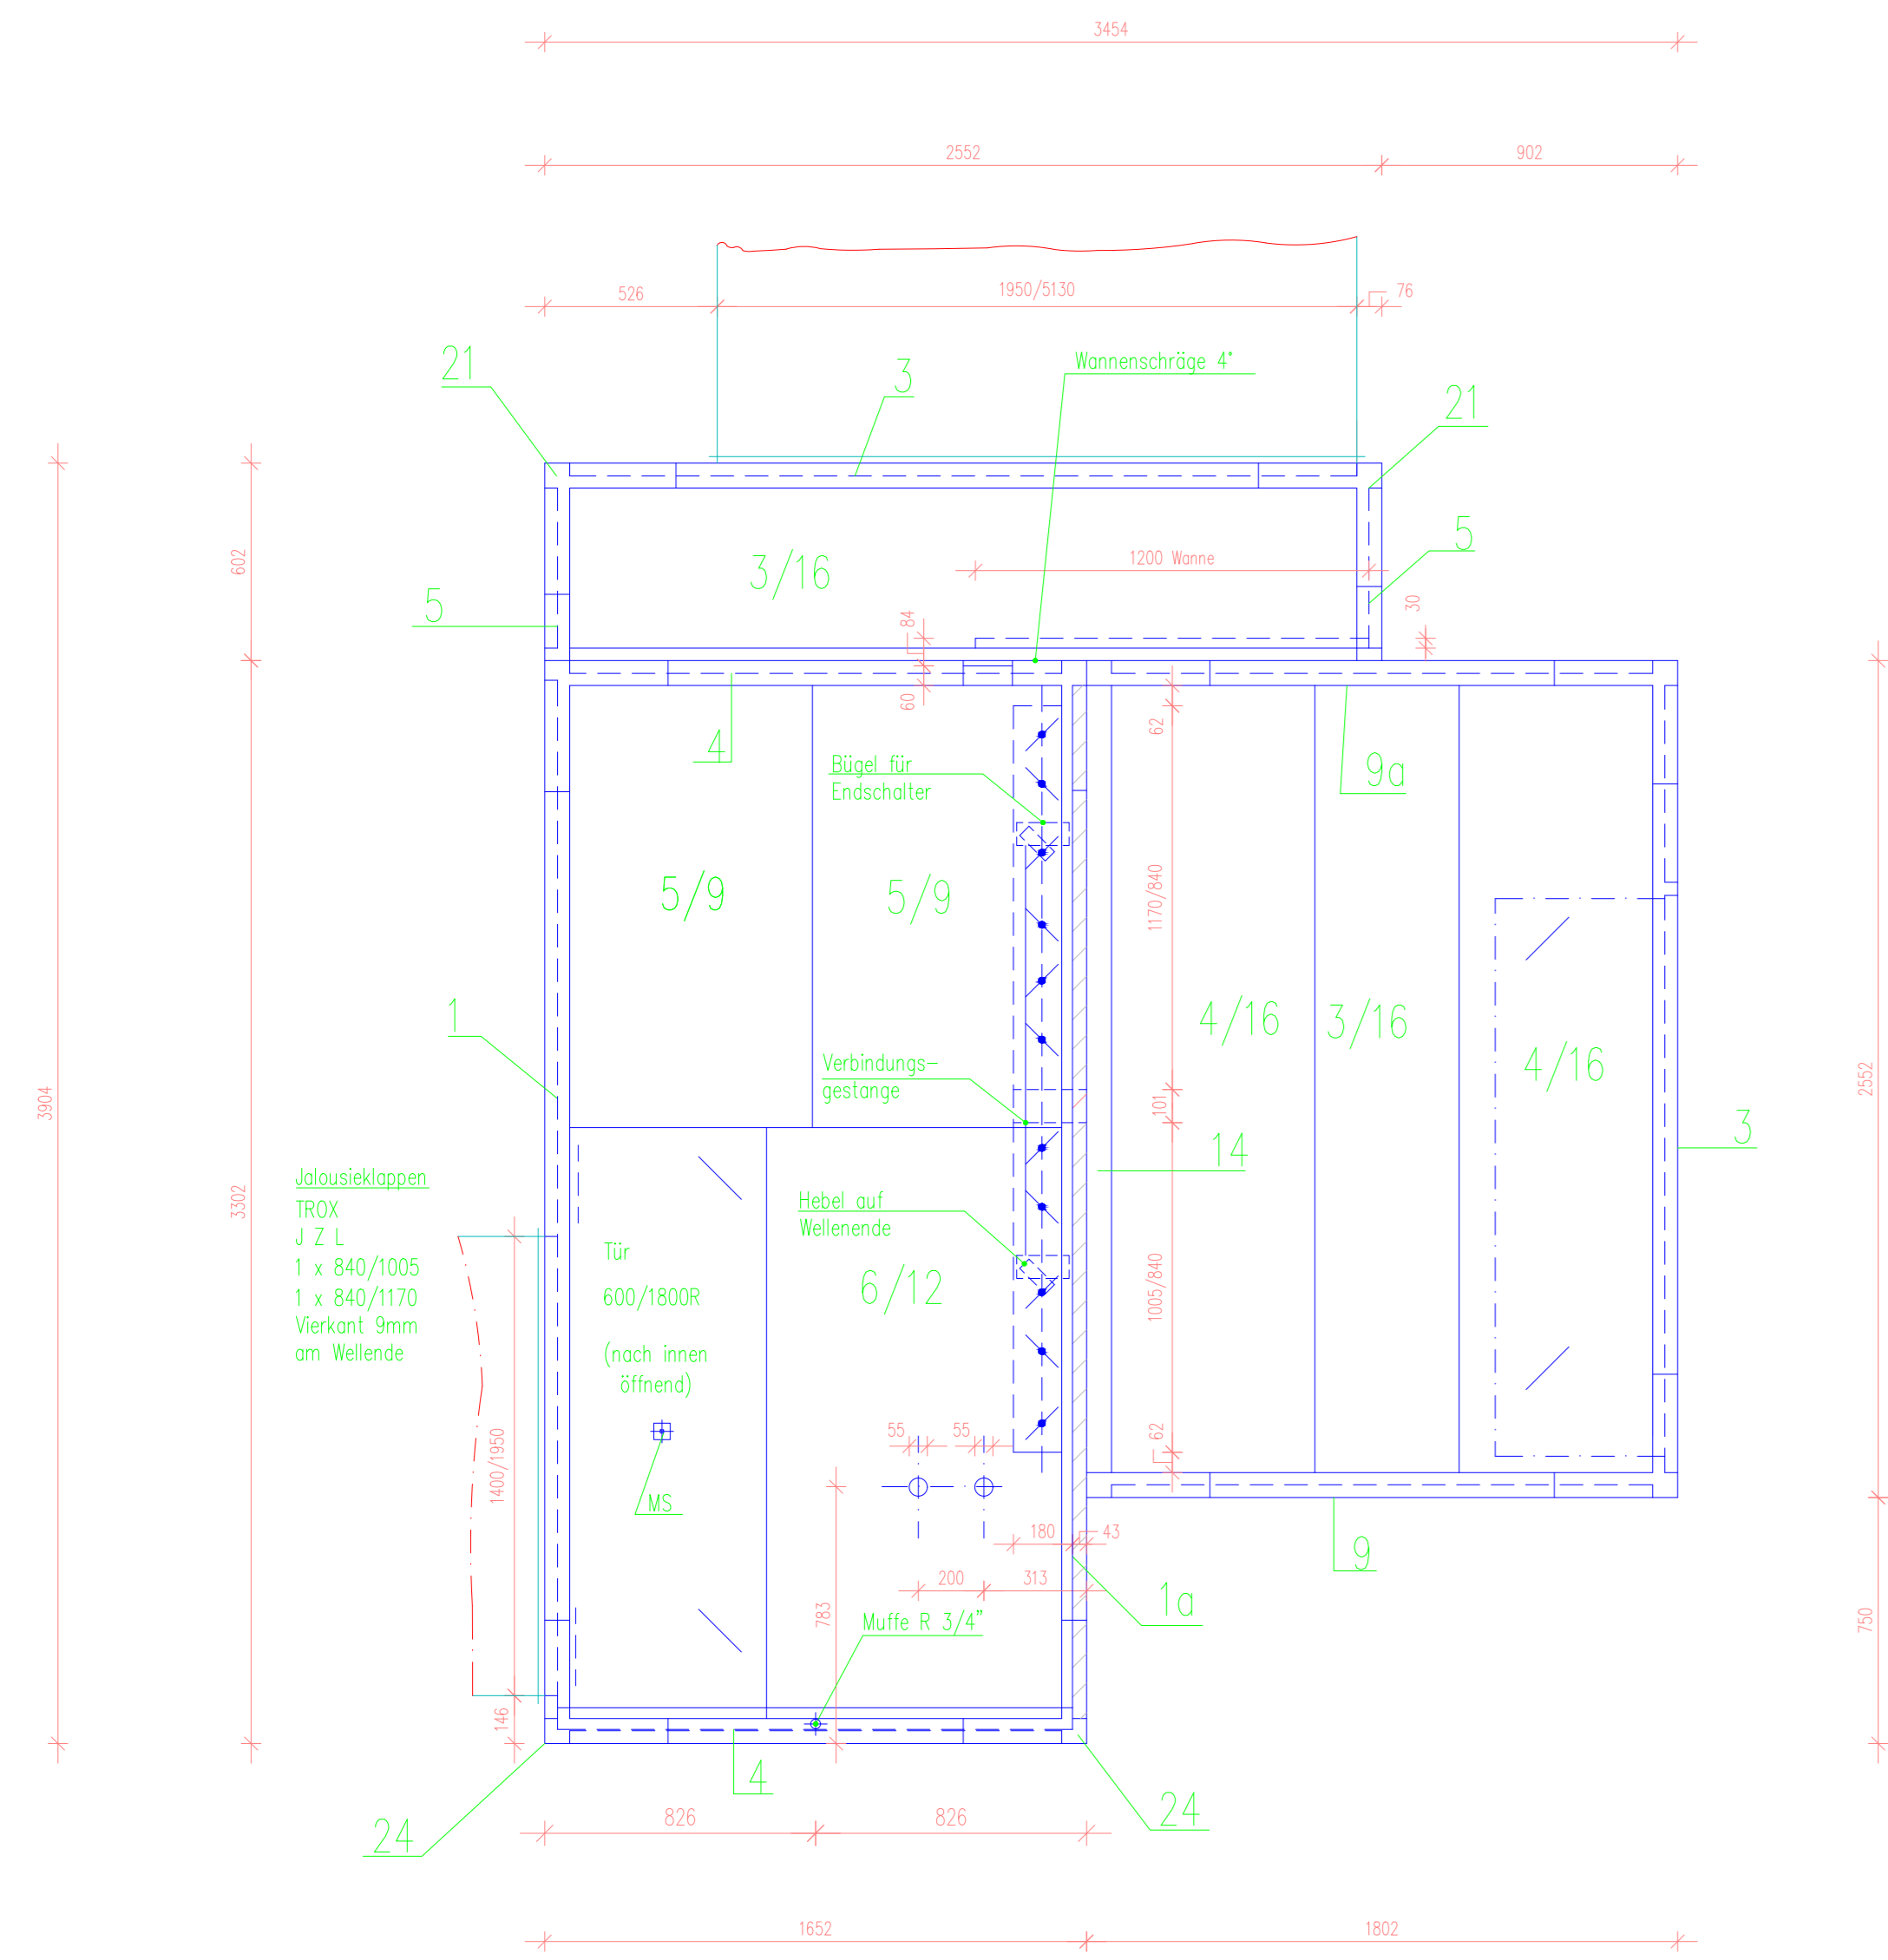 3454
2552
902
526
1950/5130
76
21
3
Wannenschräge 4°
21
5
3/16
1200 Wanne
602
84
30
5
60
62
4
Bügel für
Endschalter
9a
5/9
5/9
1170/840
4/16
3/16
4/16
1
Verbindungs-
gestange
101
3904
2552
3
14
3302
Jalousieklappen
TROX
J Z L
1 x 840/1005
1 x 840/1170
Vierkant 9mm
am Wellende
Hebel auf
Wellenende
Tür
600/1800R
(nach innen
öffnend)
6/12
1005/840
1400/1950
55
55
62
MS
180
43
9
200
313
783
Muffe R 3/4"
1a
750
146
4
24
24
826
826
1652
1802